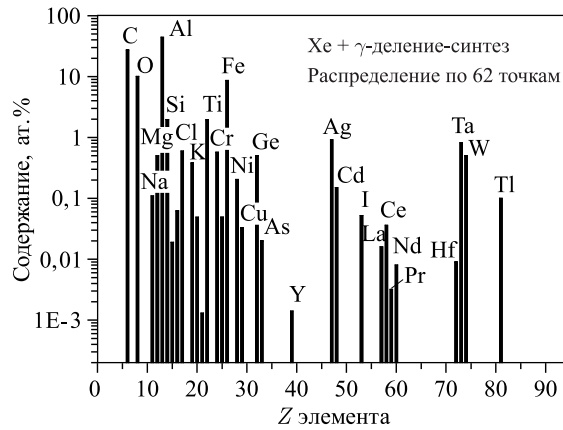 100
10
1
0,1
0,01
1E-3
Содержание, ат.%
Xe + γ-деление-синтез
Распределение по 62 точкам
C
Al
O
Fe
Si
Ti
Mg
Cl
Cr
Ge
K
Na
Ni
Cu
As
Y
Ag
Cd
I
Ce
La
Nd
Pr
Ta
W
Hf
Tl
0 10 20 30 40 50 60 70 80 90
Z элемента